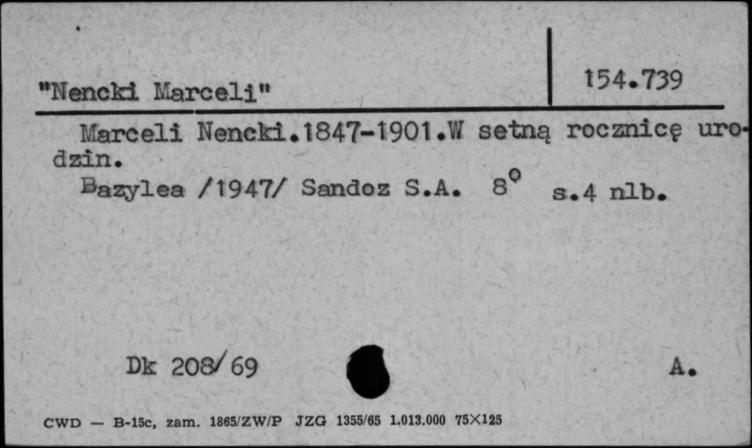 "Nencki Marceli" 154.739
Marceli Nencki.1847-1901.W setną rocznicę uro-
dzin.
Bazylea /1947/ Sandoz S.A. 8° s.4 nlb.
Dk 208/69 A.
CWD — B-15c, zam. 1865/ZW/P JZG 1355/65 1.013.000 75×125